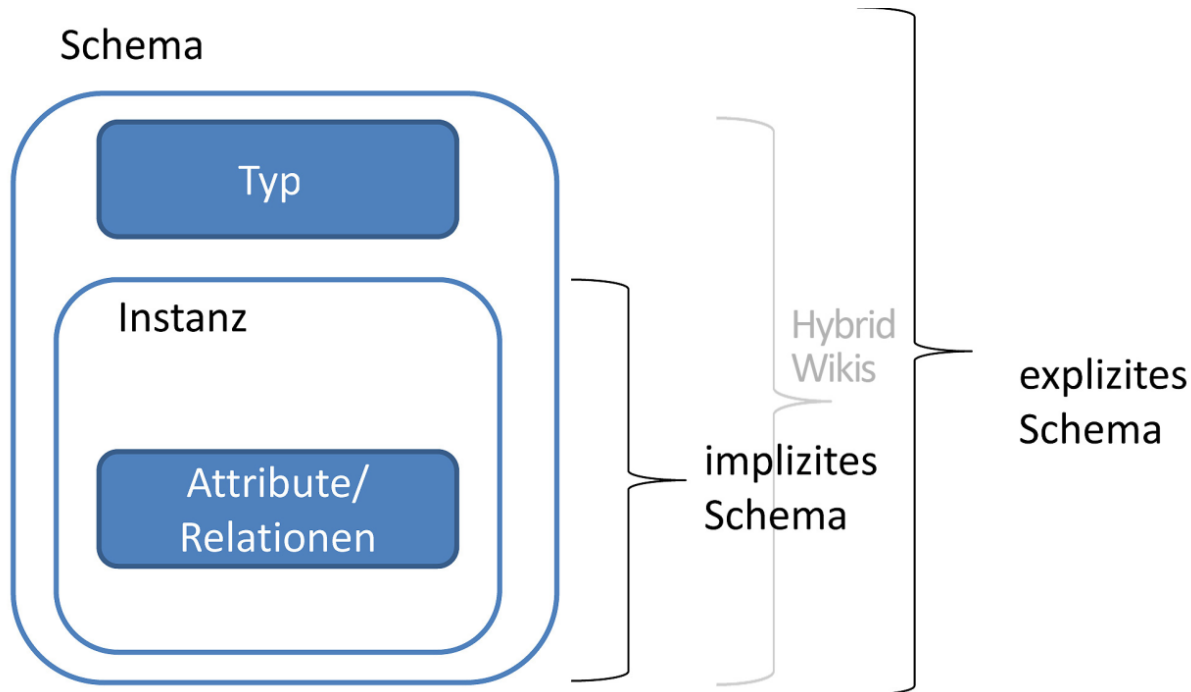 Schema
Typ
Instanz
Attribute/
Relationen
implizites
Schema
Hybrid
Wikis
explizites
Schema